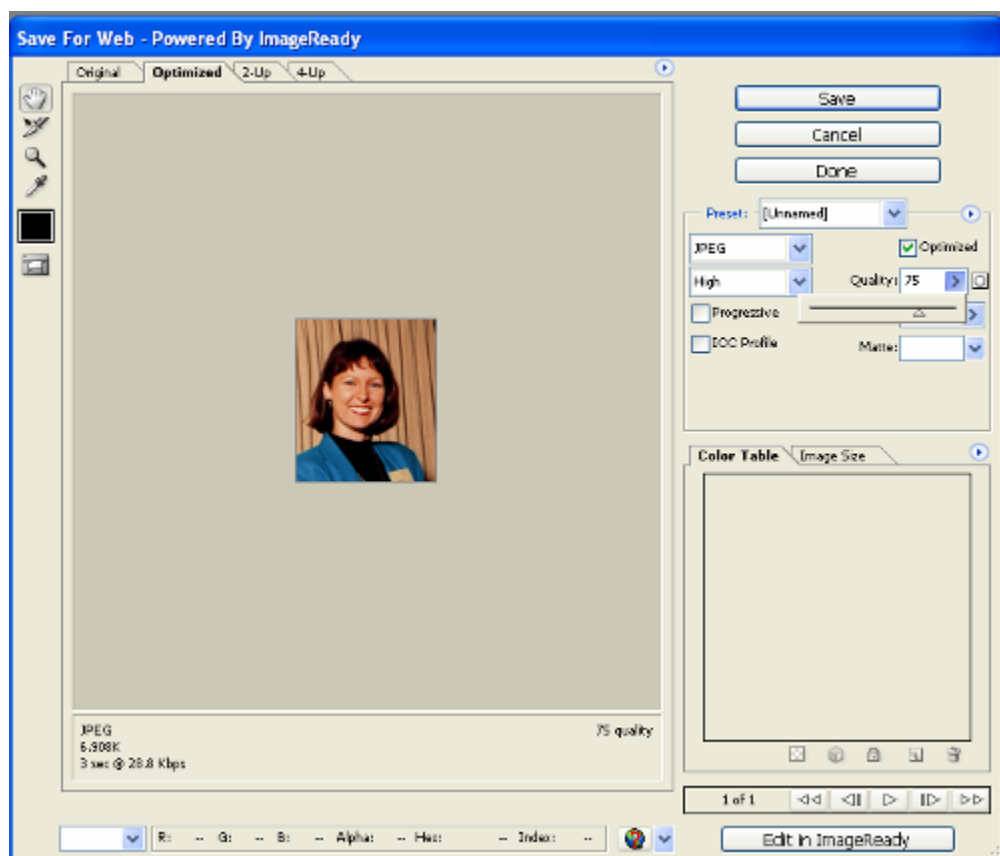 Save For Web - Powered By ImageReady
Original Optimized 2-Up 4-Up
Save
Cancel
Done
Preset: [Unnamed]
JPEG Optimized
High Quality: 75
Progressive
ICC Profile Matte:
Color Table Image Size
JPEG 75 quality
6.908K
3 sec @ 28.8 Kbps
1 of 1
R: -- G: -- B: -- Alpha: -- Hex: -- Index: --
Edit in ImageReady